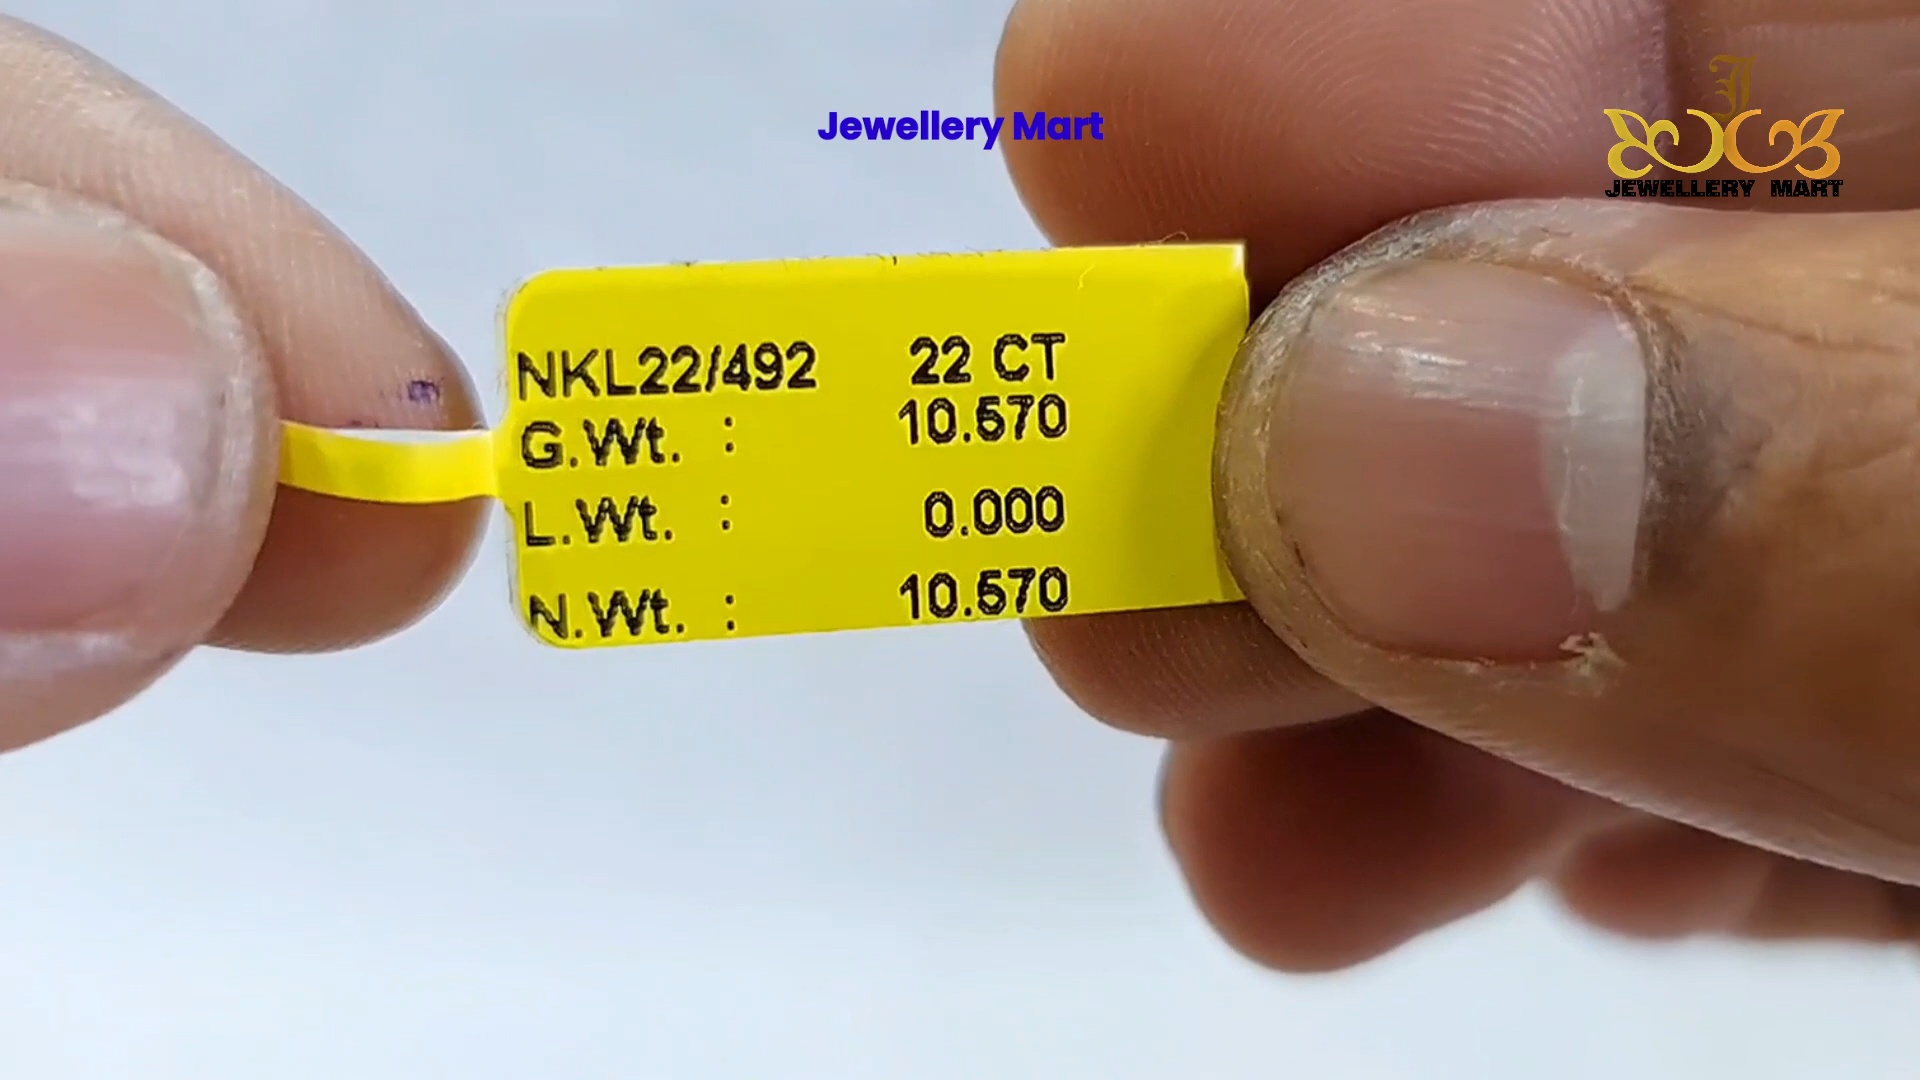 Jewellery Mart
J
JEWELLERY MART
NKL22/492 22 CT
G.Wt. : 10.570
L.Wt. : 0.000
N.Wt. : 10.570